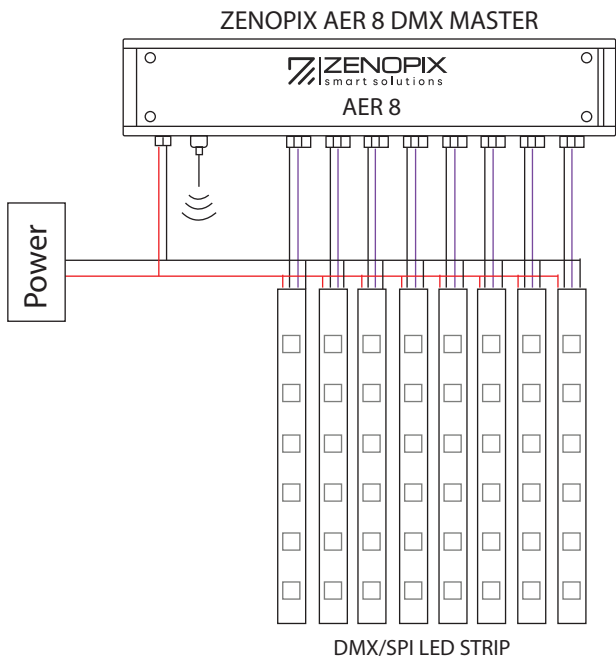 ZENOPIX AER 8 DMX MASTER
ZENOPIX
smart solutions
AER 8
Power
DMX/SPI LED STRIP